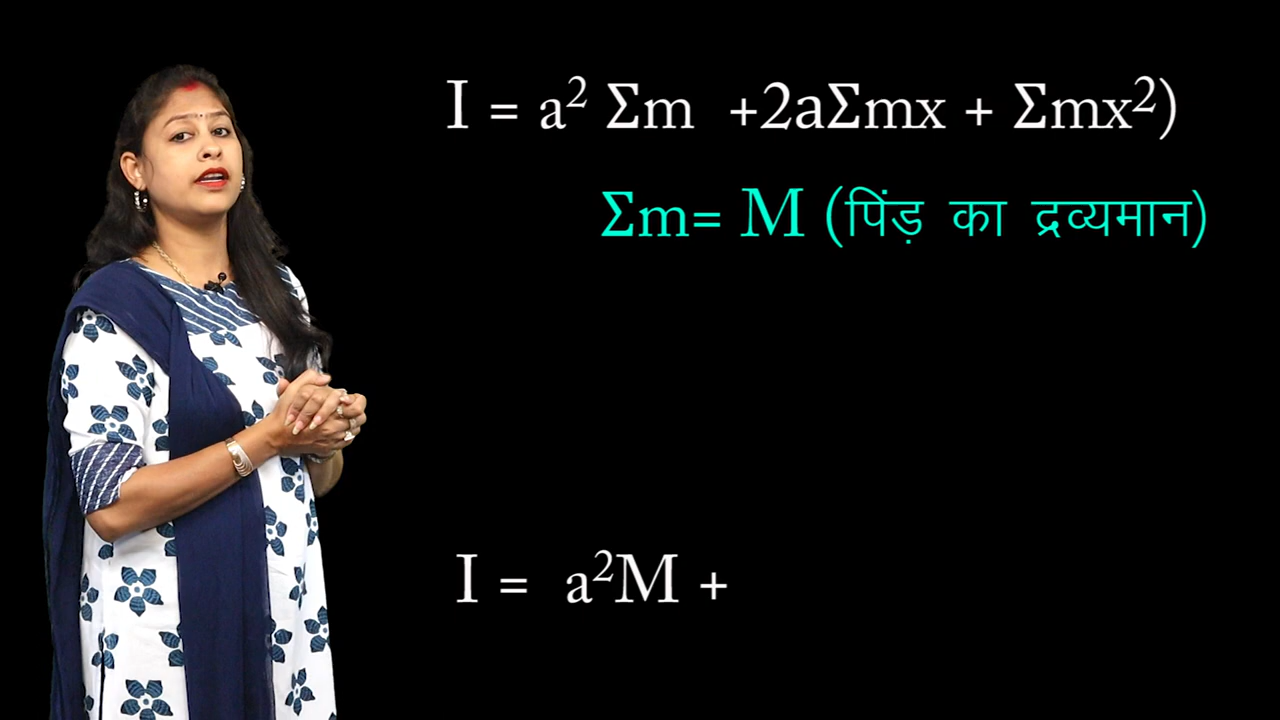 I = a² Σm +2aΣmx + Σmx²)
Σm= M (पिंड़ का द्रव्यमान)
I = a²M +